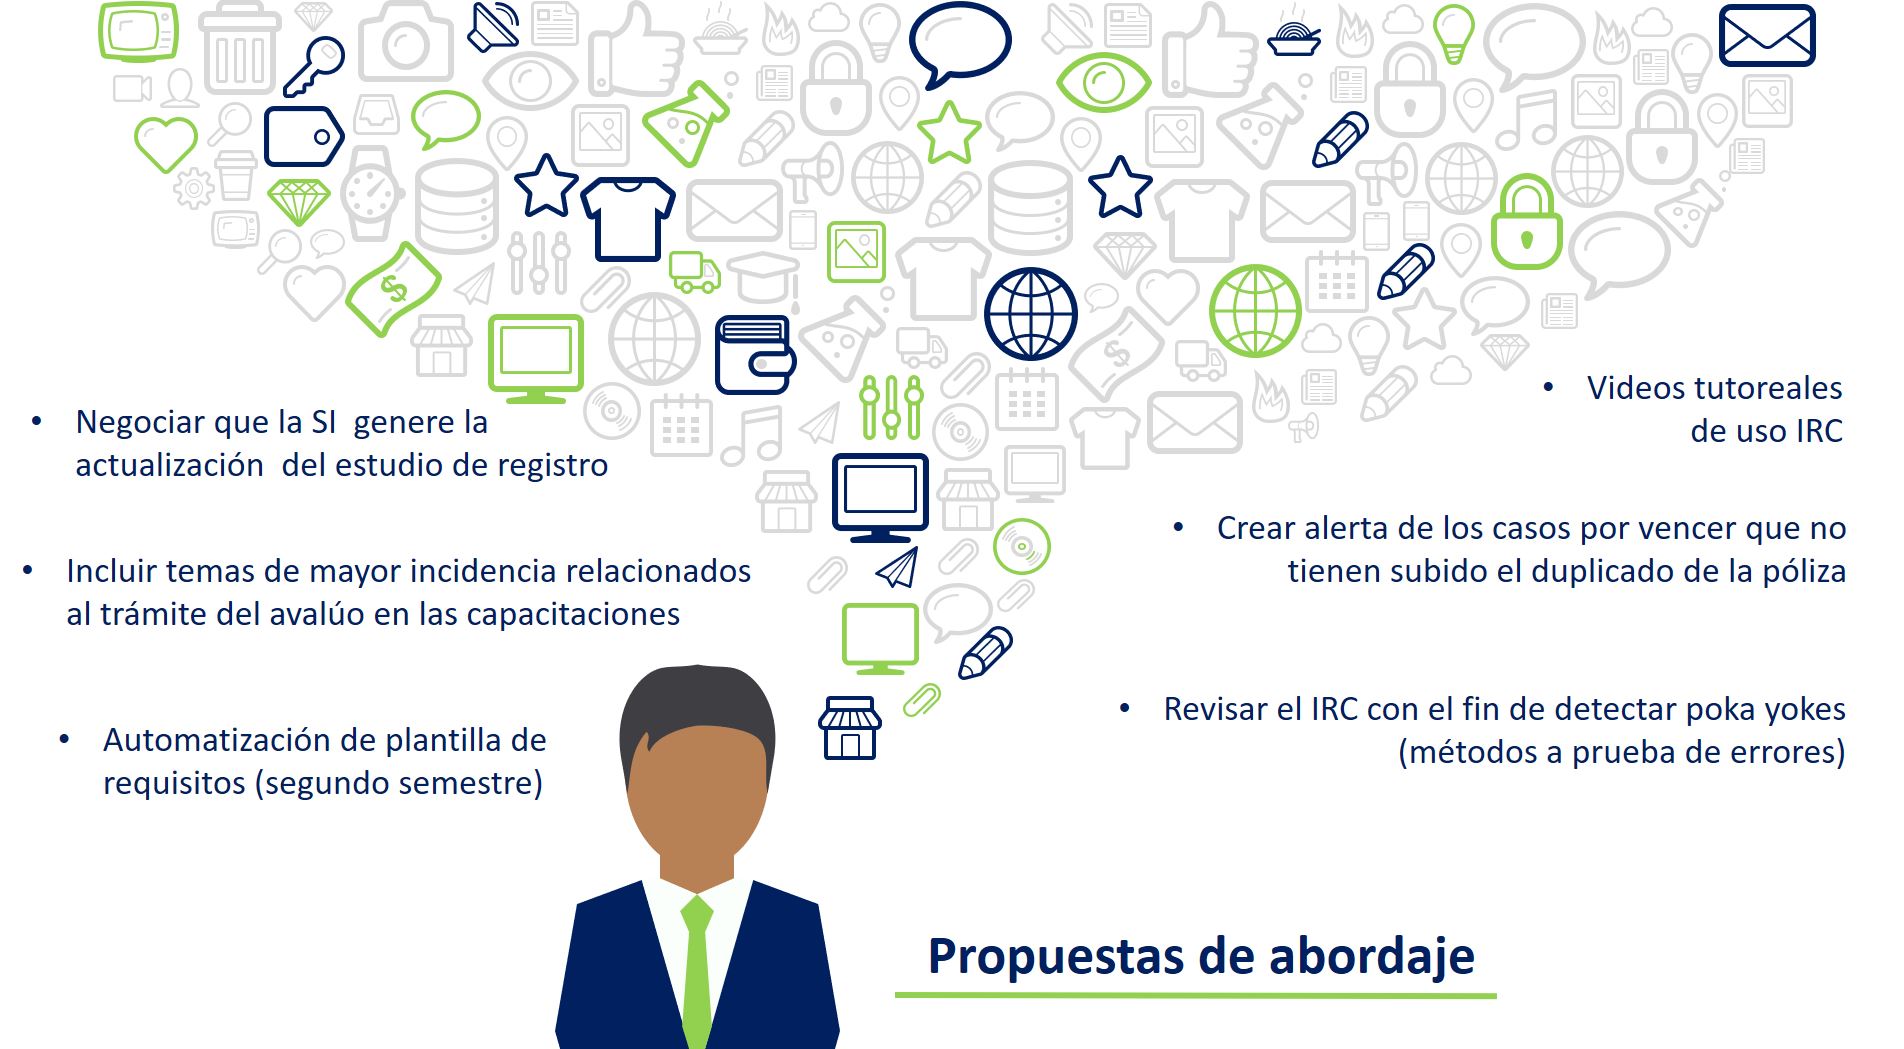 • Negociar que la SI  genere la
actualización  del estudio de registro
• Incluir temas de mayor incidencia relacionados
al trámite del avalúo en las capacitaciones
• Automatización de plantilla de
requisitos (segundo semestre)
• Videos tutoreales
de uso IRC
• Crear alerta de los casos por vencer que no
tienen subido el duplicado de la póliza
• Revisar el IRC con el fin de detectar poka yokes
(métodos a prueba de errores)
Propuestas de abordaje